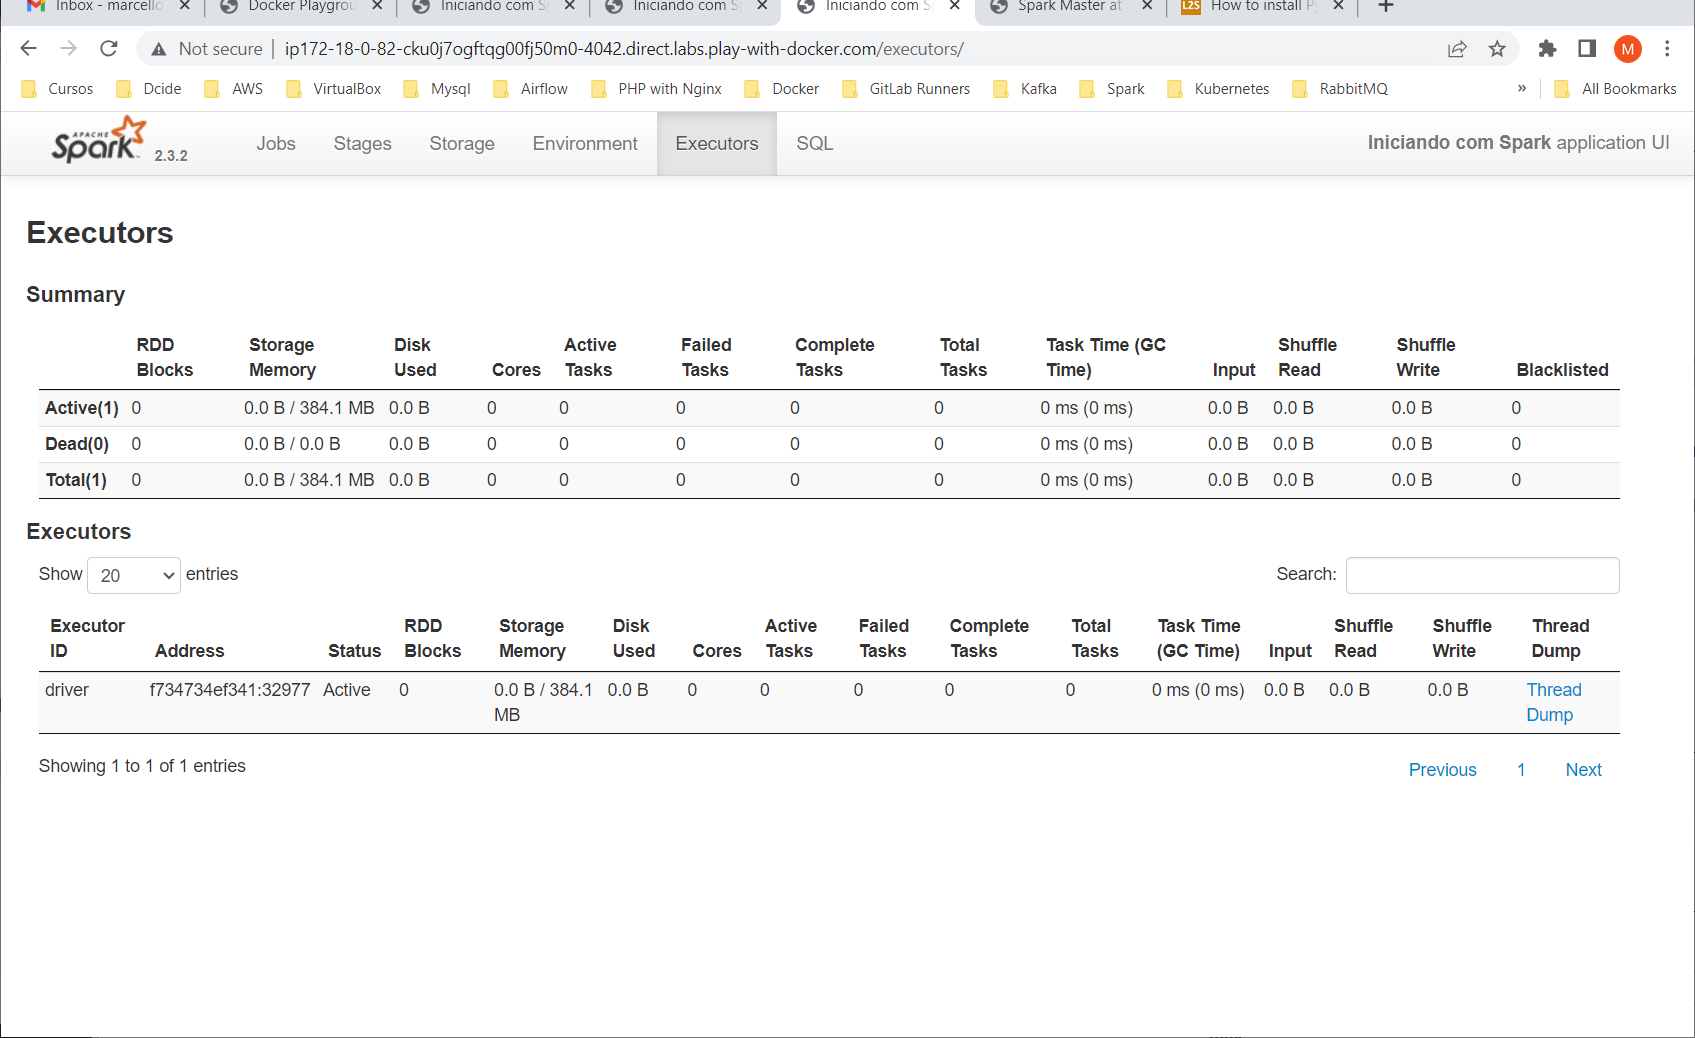 Inbox - marcello
Docker Playgrou
Iniciando com S
Iniciando com S
Iniciando com S
Spark Master at
L2S How to install P
Not secure | ip172-18-0-82-cku0j7ogftqg00fj50m0-4042.direct.labs.play-with-docker.com/executors/
M
Cursos Dcide AWS VirtualBox Mysql Airflow PHP with Nginx Docker GitLab Runners Kafka Spark Kubernetes RabbitMQ » All Bookmarks
APACHE Spark 2.3.2 Jobs Stages Storage Environment Executors SQL Iniciando com Spark application UI
Executors
Summary
RDD Blocks Storage Memory Disk Used Cores Active Tasks Failed Tasks Complete Tasks Total Tasks Task Time (GC Time) Input Shuffle Read Shuffle Write Blacklisted
Active(1) 0 0.0 B / 384.1 MB 0.0 B 0 0 0 0 0 0 ms (0 ms) 0.0 B 0.0 B 0.0 B 0
Dead(0) 0 0.0 B / 0.0 B 0.0 B 0 0 0 0 0 0 ms (0 ms) 0.0 B 0.0 B 0.0 B 0
Total(1) 0 0.0 B / 384.1 MB 0.0 B 0 0 0 0 0 0 ms (0 ms) 0.0 B 0.0 B 0.0 B 0
Executors
Show 20 entries Search:
Executor ID Address Status RDD Blocks Storage Memory Disk Used Cores Active Tasks Failed Tasks Complete Tasks Total Tasks Task Time (GC Time) Input Shuffle Read Shuffle Write Thread Dump
driver f734734ef341:32977 Active 0 0.0 B / 384.1 MB 0.0 B 0 0 0 0 0 0 ms (0 ms) 0.0 B 0.0 B 0.0 B Thread Dump
Showing 1 to 1 of 1 entries Previous 1 Next